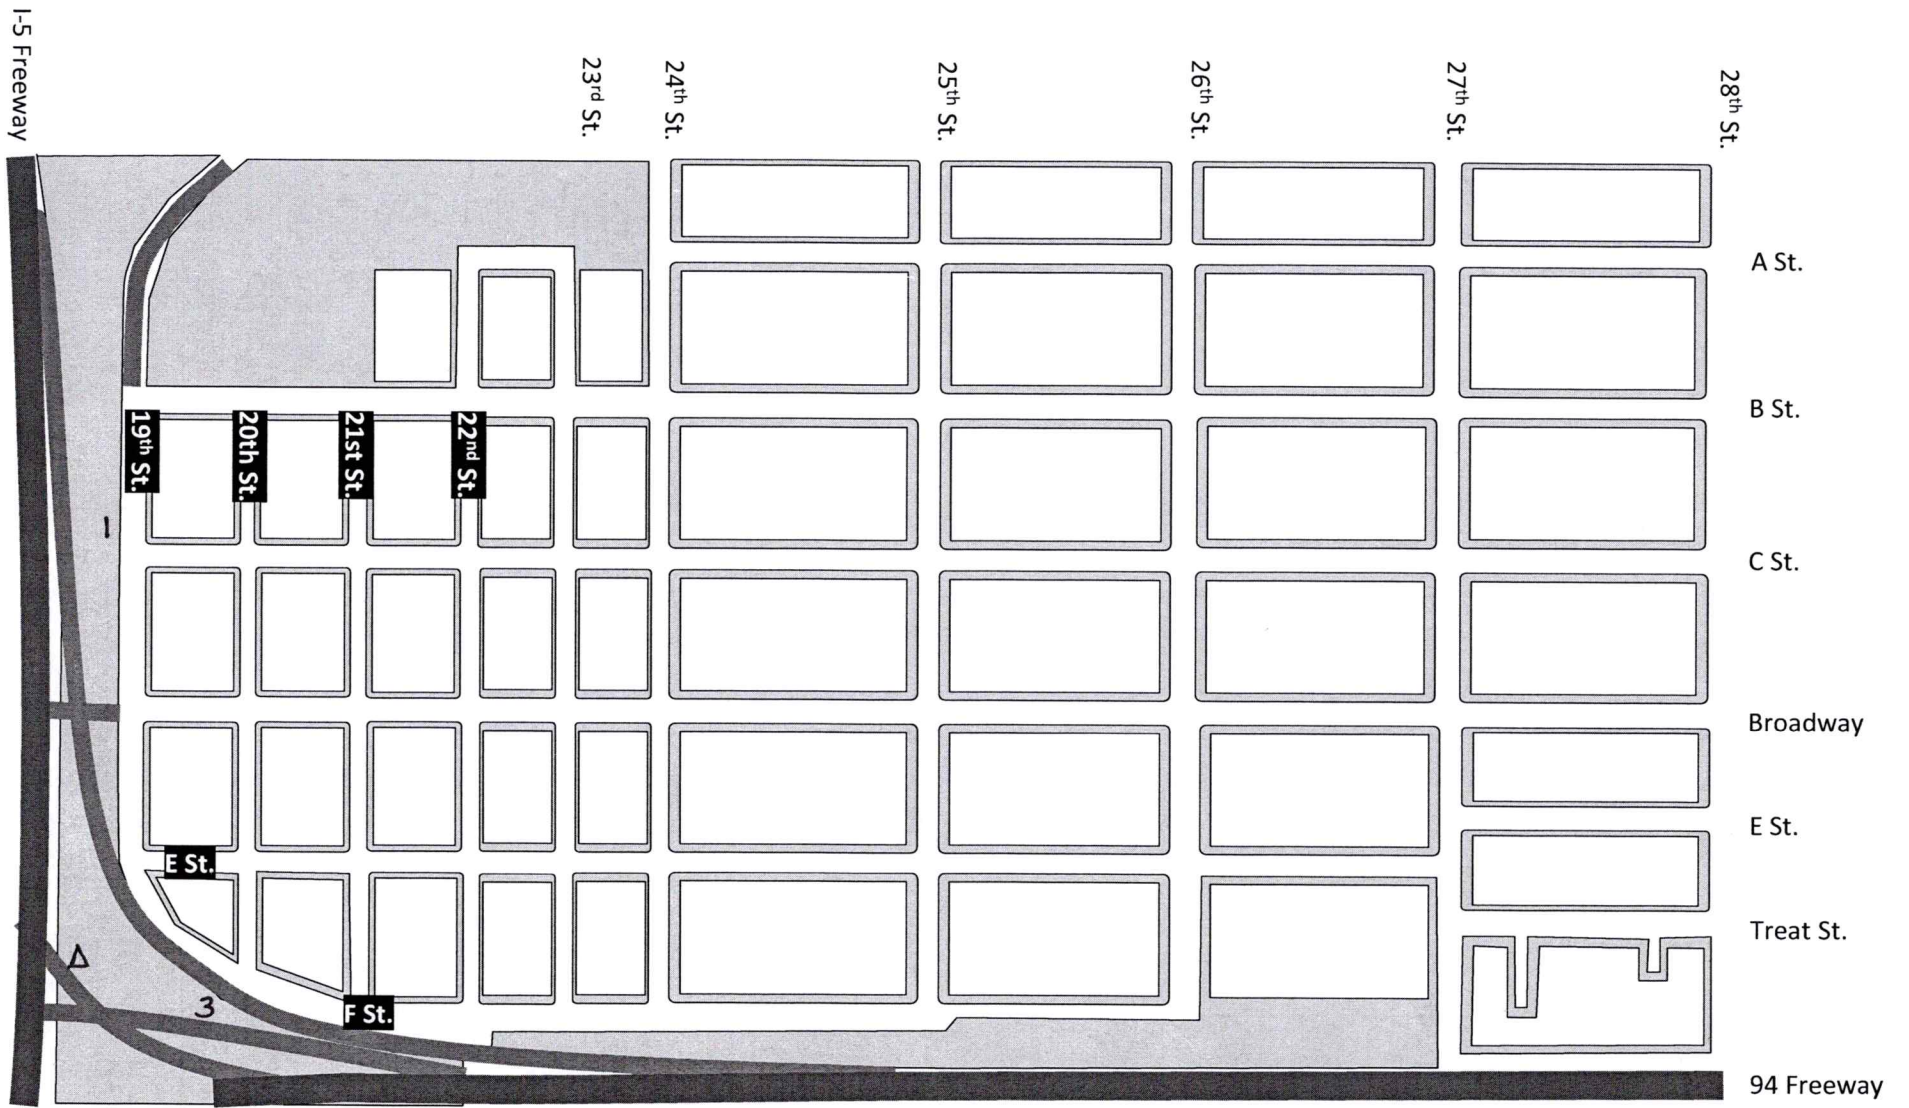 I-5 Freeway
23rd St.
24th St.
25th St.
26th St.
27th St.
28th St.
A St.
B St.
19th St.
20th St.
21st St.
22nd St.
1
C St.
Broadway
E St.
E St.
Treat St.
Δ
3
F St.
94 Freeway